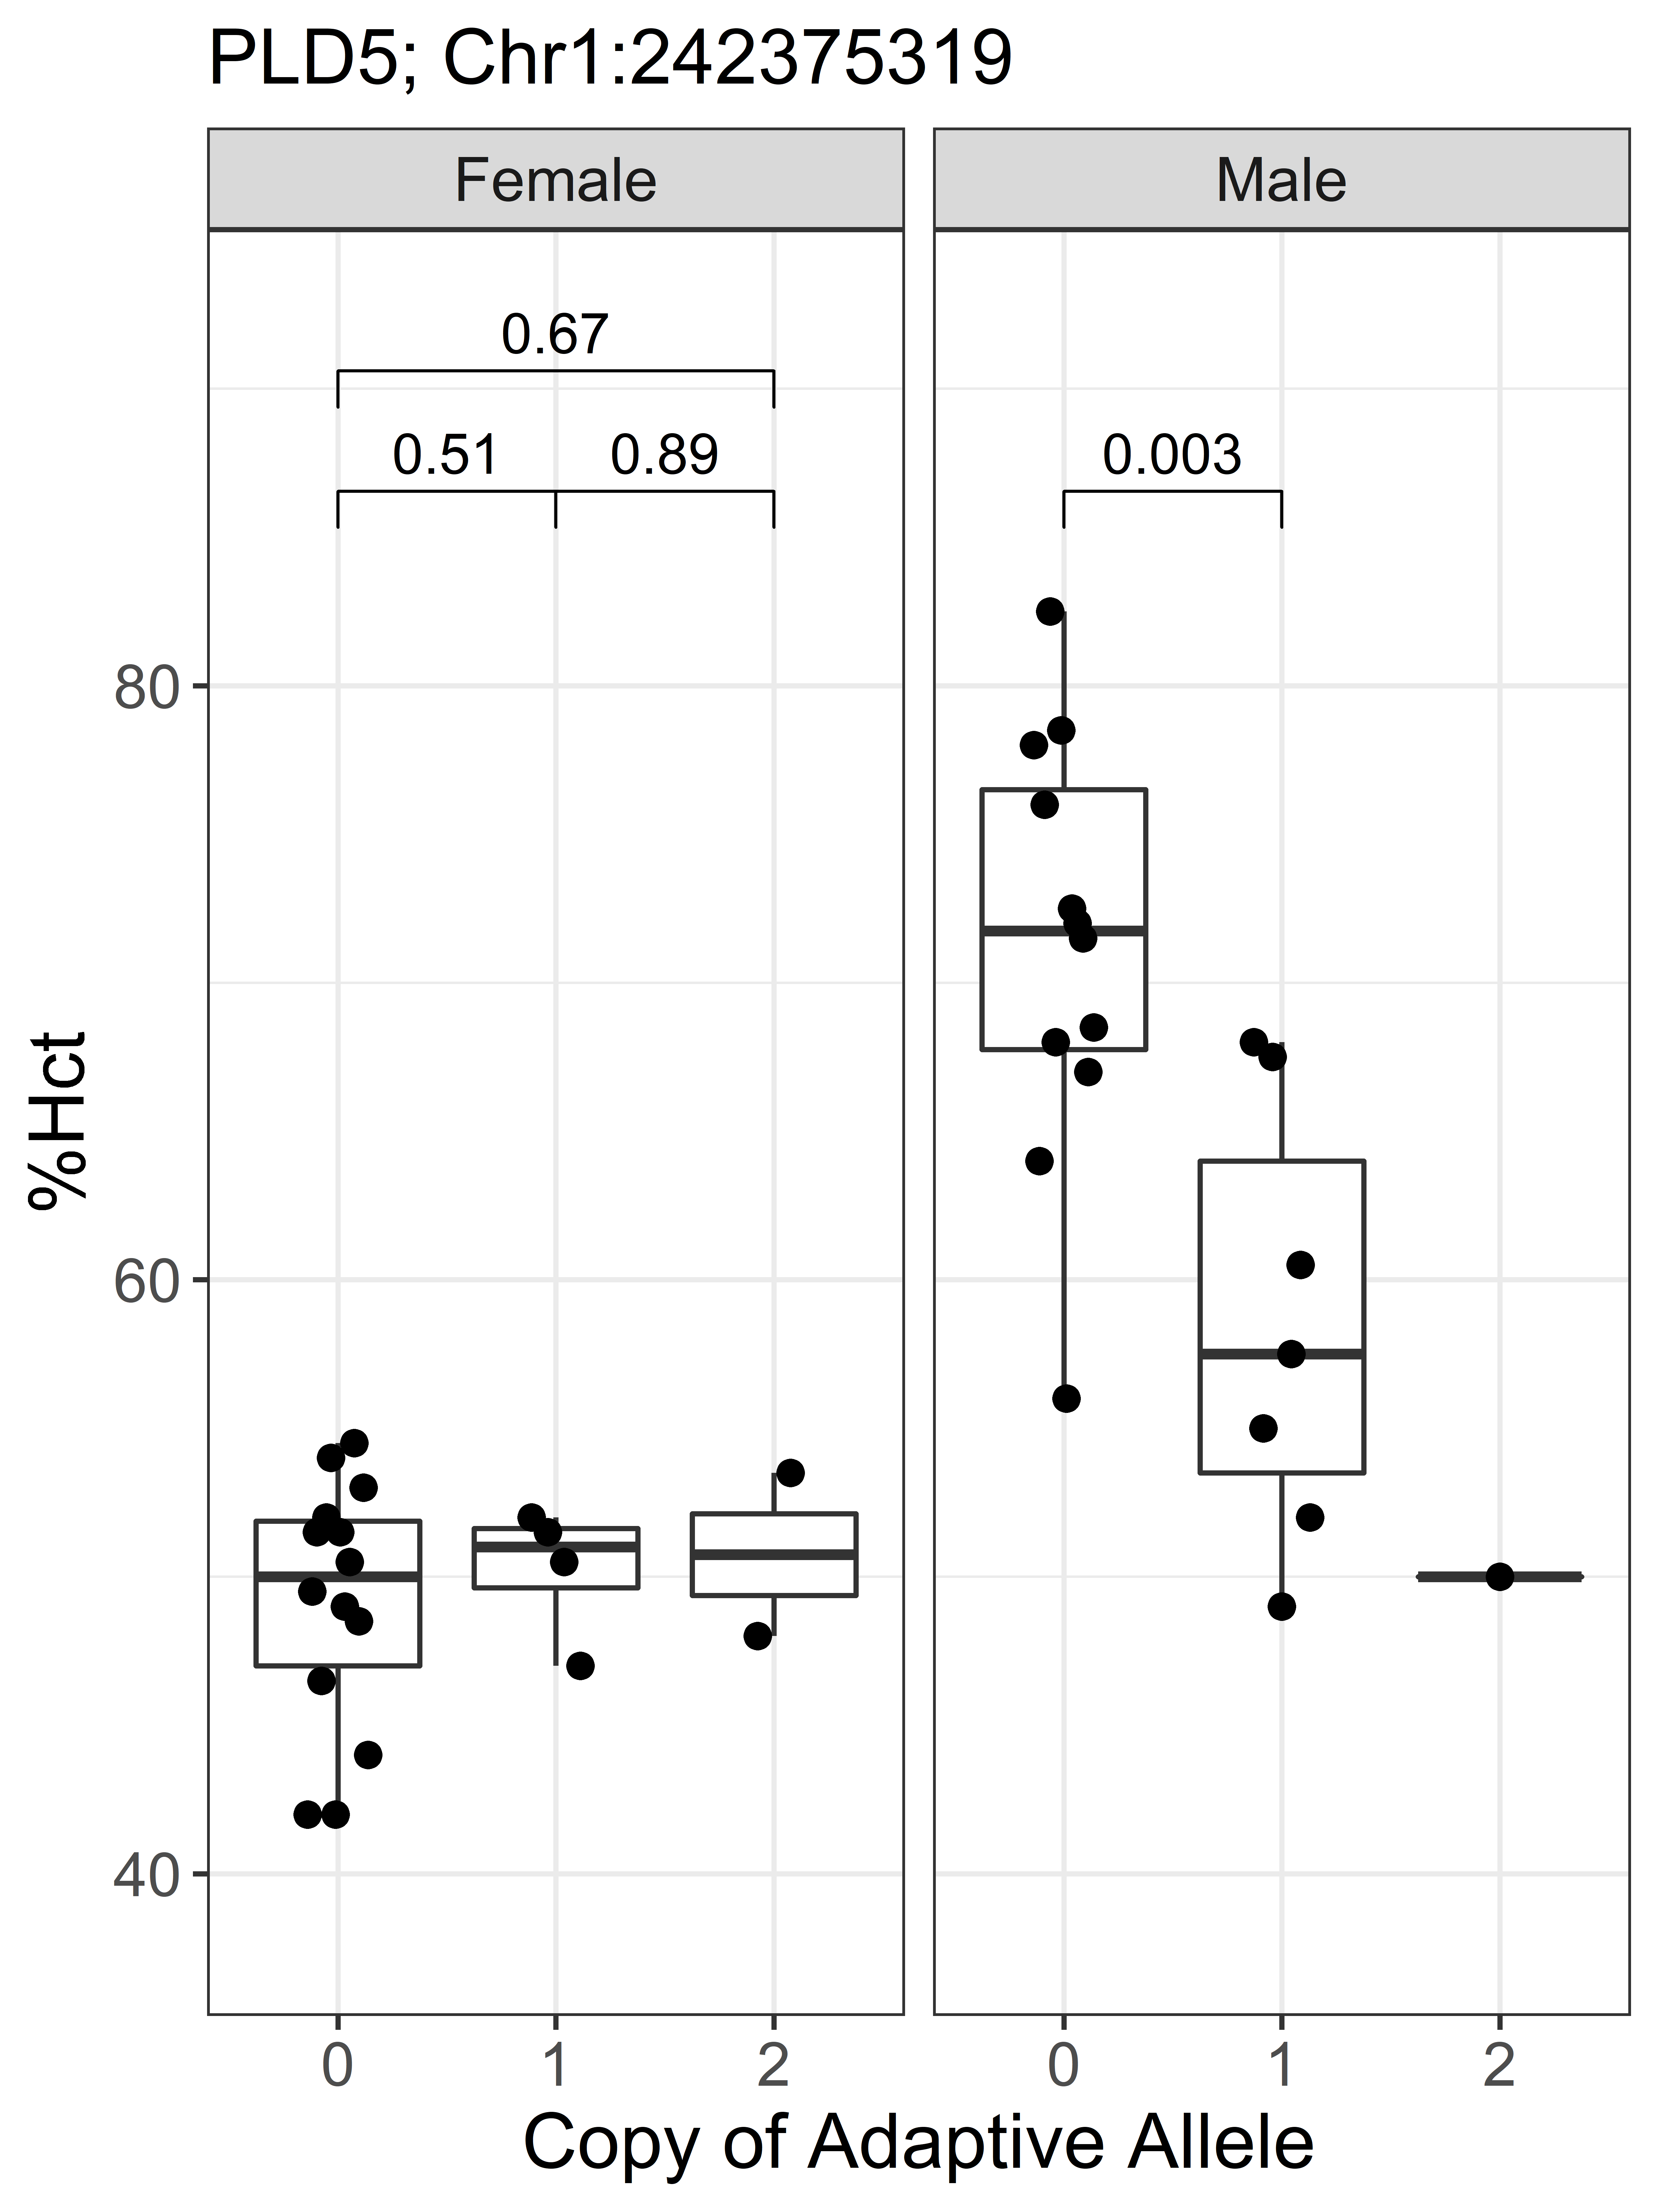 PLD5; Chr1:242375319
Female
Male
0.67
0.51
0.89
0.003
80
60
40
%Hct
0
1
2
0
1
2
Copy of Adaptive Allele